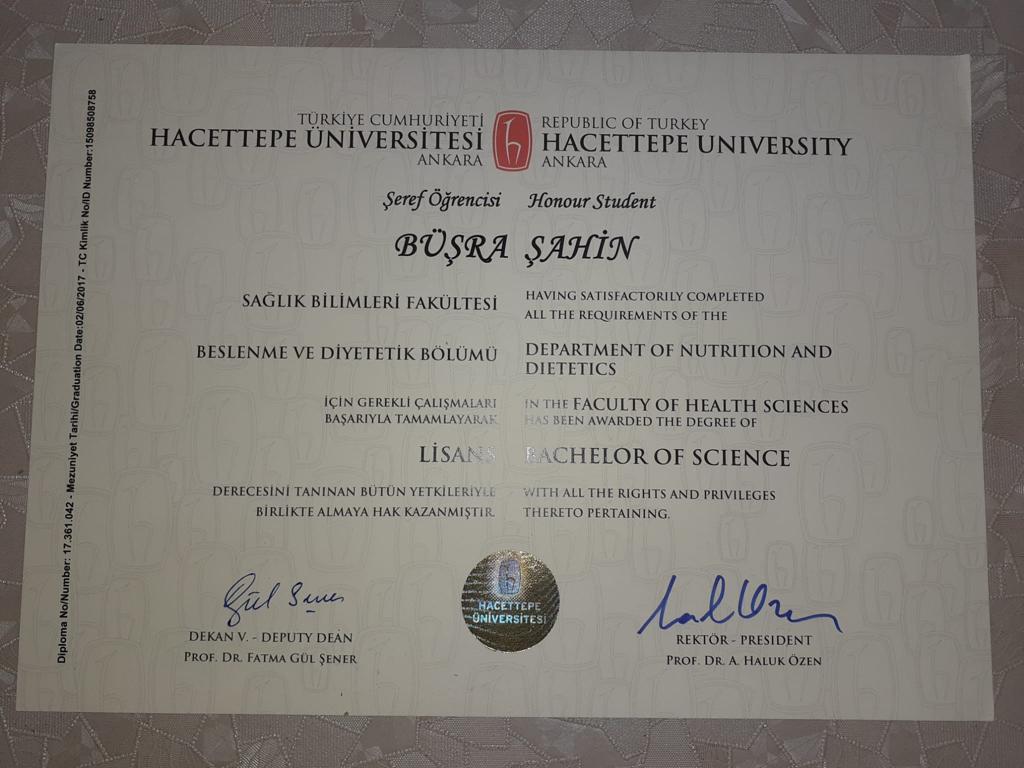 TÜRKİYE CUMHURİYETİ
HACETTEPE ÜNİVERSİTESİ
ANKARA
REPUBLIC OF TURKEY
HACETTEPE UNIVERSITY
ANKARA
Şeref Öğrencisi Honour Student
BÜŞRA ŞAHİN
SAĞLIK BİLİMLERİ FAKÜLTESİ
BESLENME VE DİYETETİK BÖLÜMÜ
İÇİN GEREKLİ ÇALIŞMALARI
BAŞARIYLA TAMAMLAYARAK
LİSANS
DERECESİNİ TANINAN BÜTÜN YETKİLERİYLE
BİRLİKTE ALMAYA HAK KAZANMIŞTIR.
HAVING SATISFACTORILY COMPLETED
ALL THE REQUIREMENTS OF THE
DEPARTMENT OF NUTRITION AND
DIETETICS
IN THE FACULTY OF HEALTH SCIENCES
HAS BEEN AWARDED THE DEGREE OF
BACHELOR OF SCIENCE
WITH ALL THE RIGHTS AND PRIVILEGES
THERETO PERTAINING.
Gül Şener
DEKAN V. - DEPUTY DEAN
PROF. DR. FATMA GÜL ŞENER
HACETTEPE
ÜNİVERSİTESİ
REKTÖR - PRESIDENT
PROF. DR. A. HALUK ÖZEN
Diploma No/Number: 17.361.042 - Mezuniyet Tarihi/Graduation Date:02/06/2017 - TC Kimlik No/ID Number:15098508758